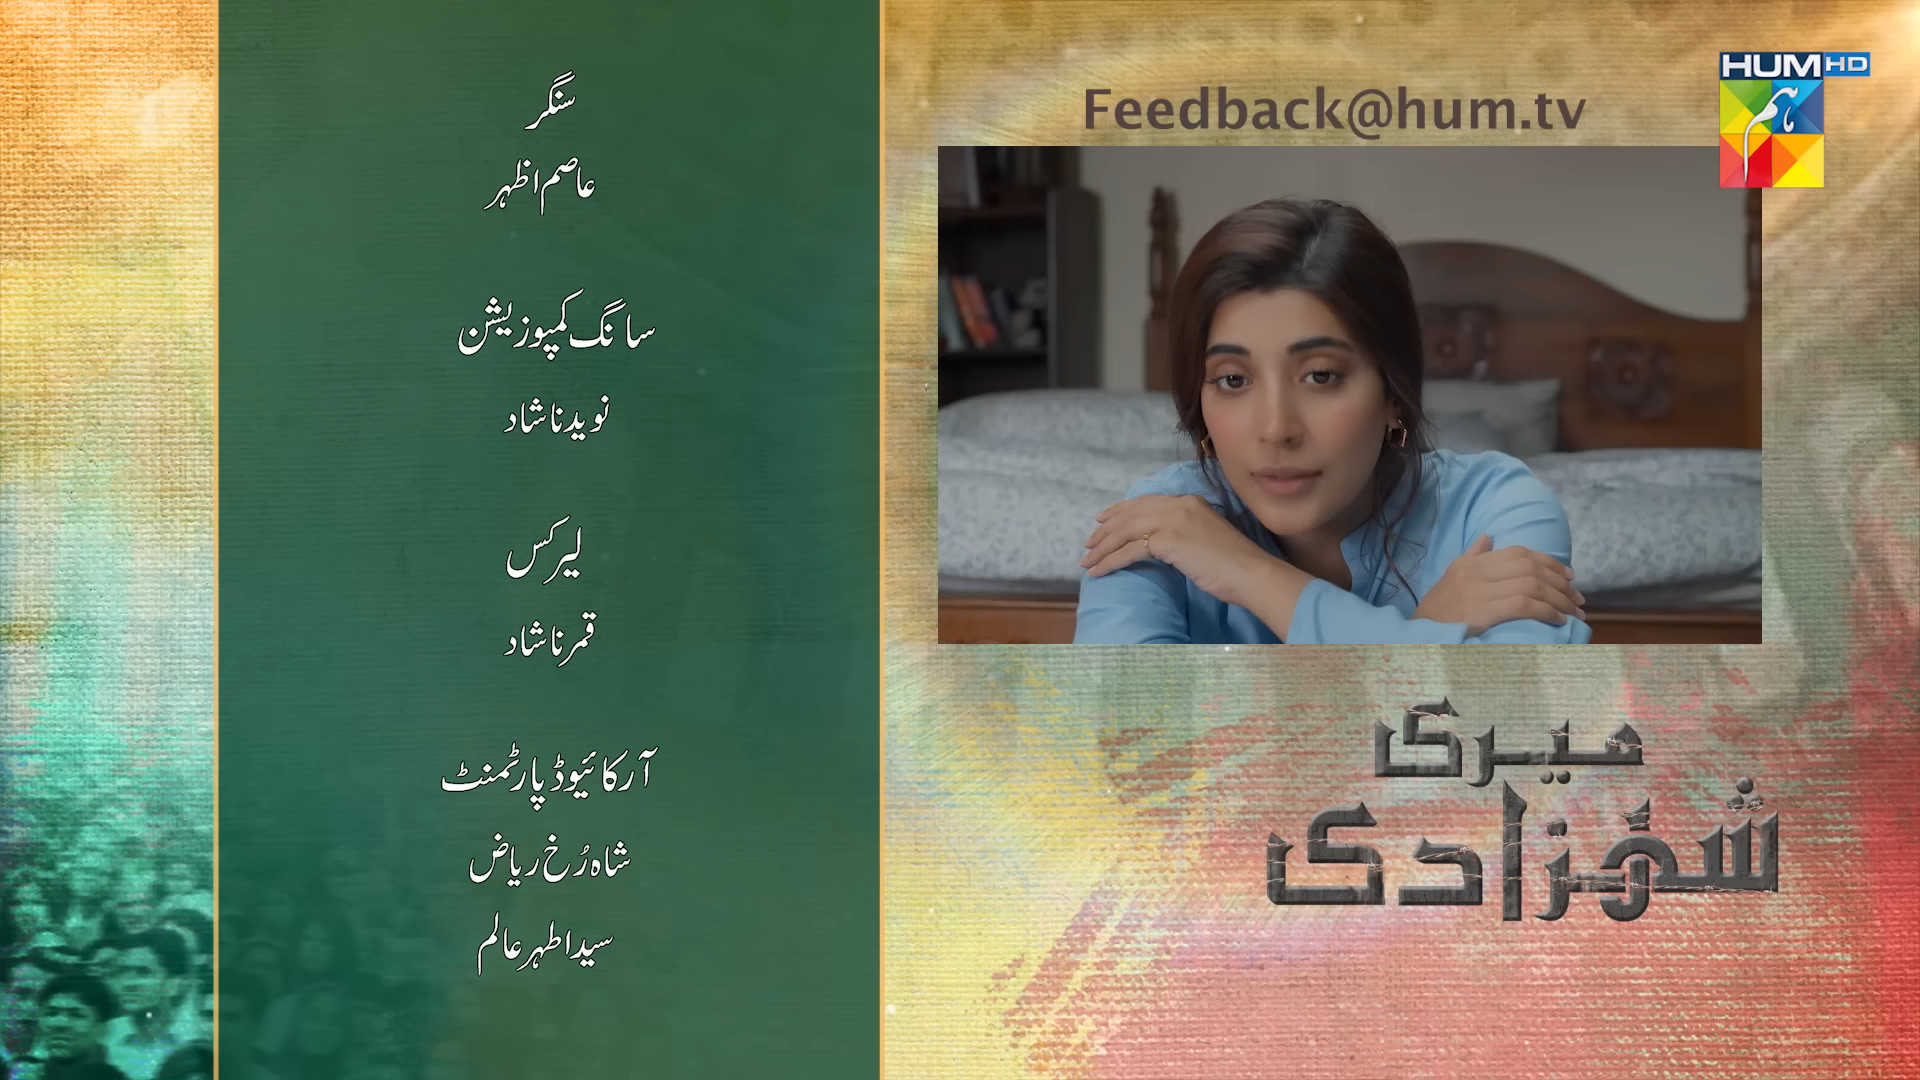 سنگر
عاصم اظہر
سانگ کمپوزیشن
نوید ناشاد
لیرکس
قمر ناشاد
آرکائیو ڈپارٹمنٹ
شاہ رُخ ریاض
سید اطہر عالم
Feedback@hum.tv
HUM HD
ہم
میری
شہزادی